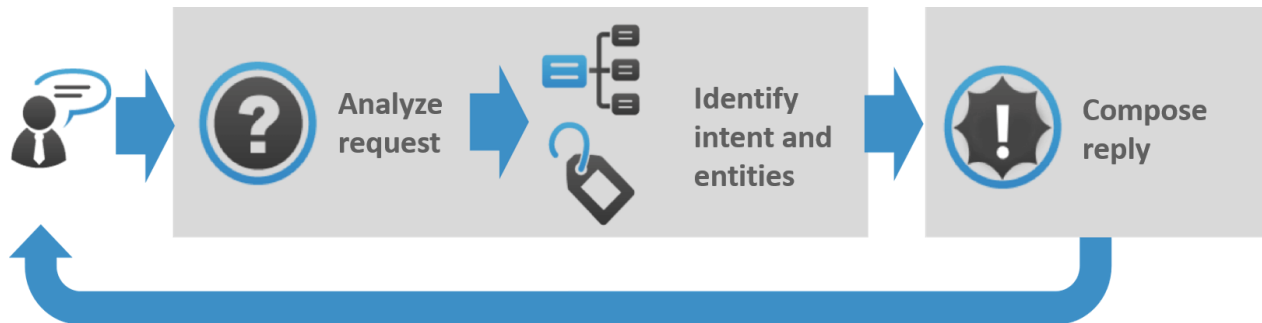 ?
Analyze
request
Identify
intent and
entities
!
Compose
reply